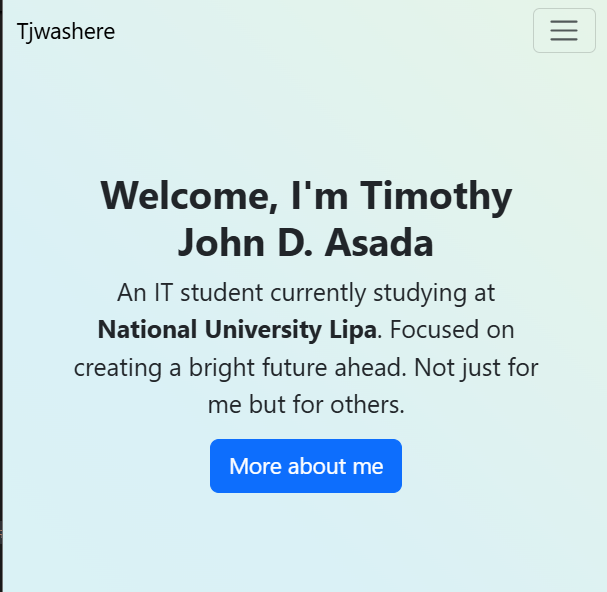 Tjwashere
Welcome, I'm Timothy
John D. Asada
An IT student currently studying at
National University Lipa. Focused on
creating a bright future ahead. Not just for
me but for others.
More about me